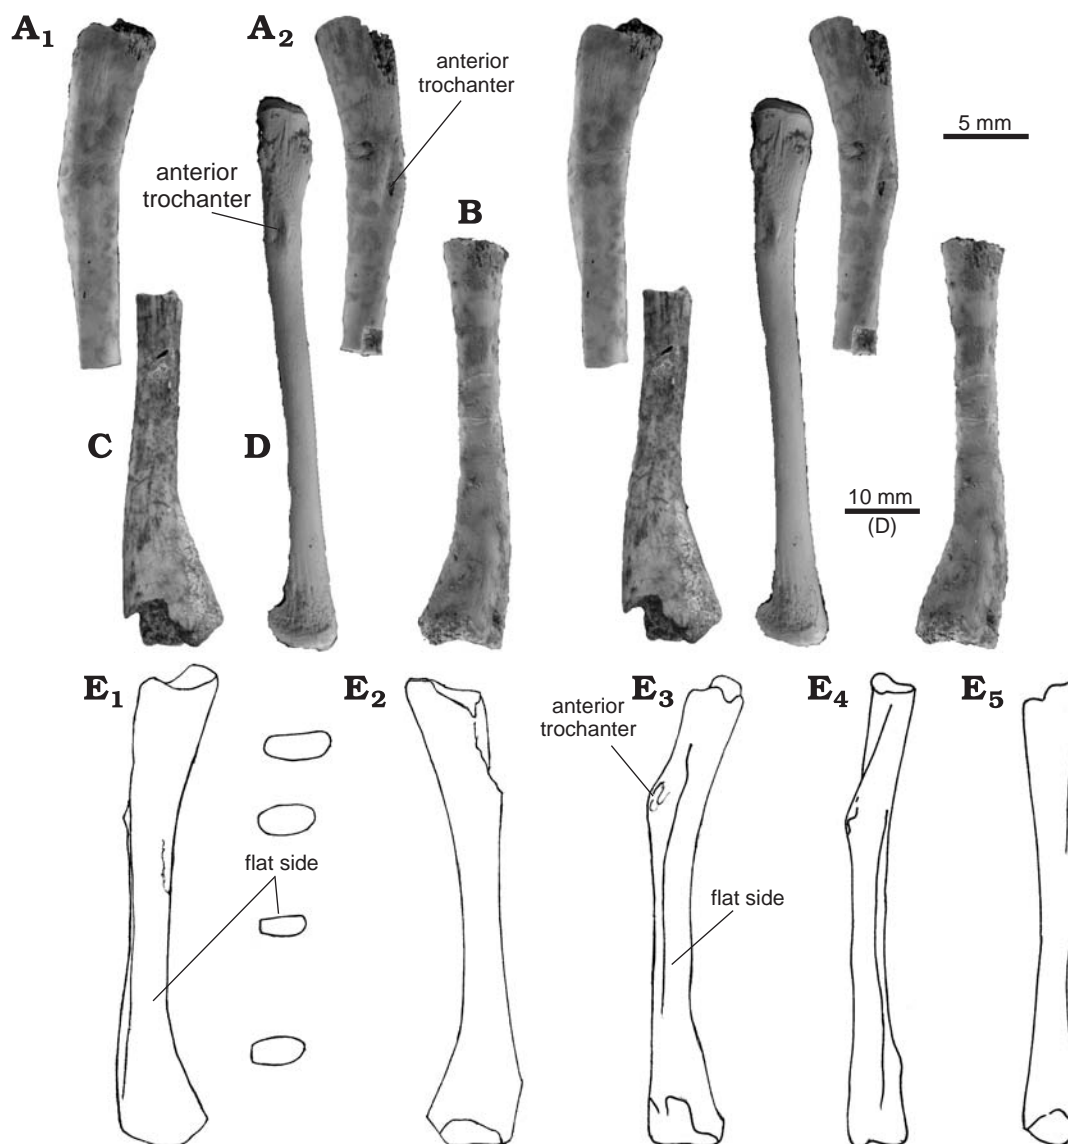 A1
A2
anterior
trochanter
5 mm
anterior
trochanter
B
C
D
10 mm
(D)
E1
E2
E3
E4
E5
anterior
trochanter
flat side
flat side